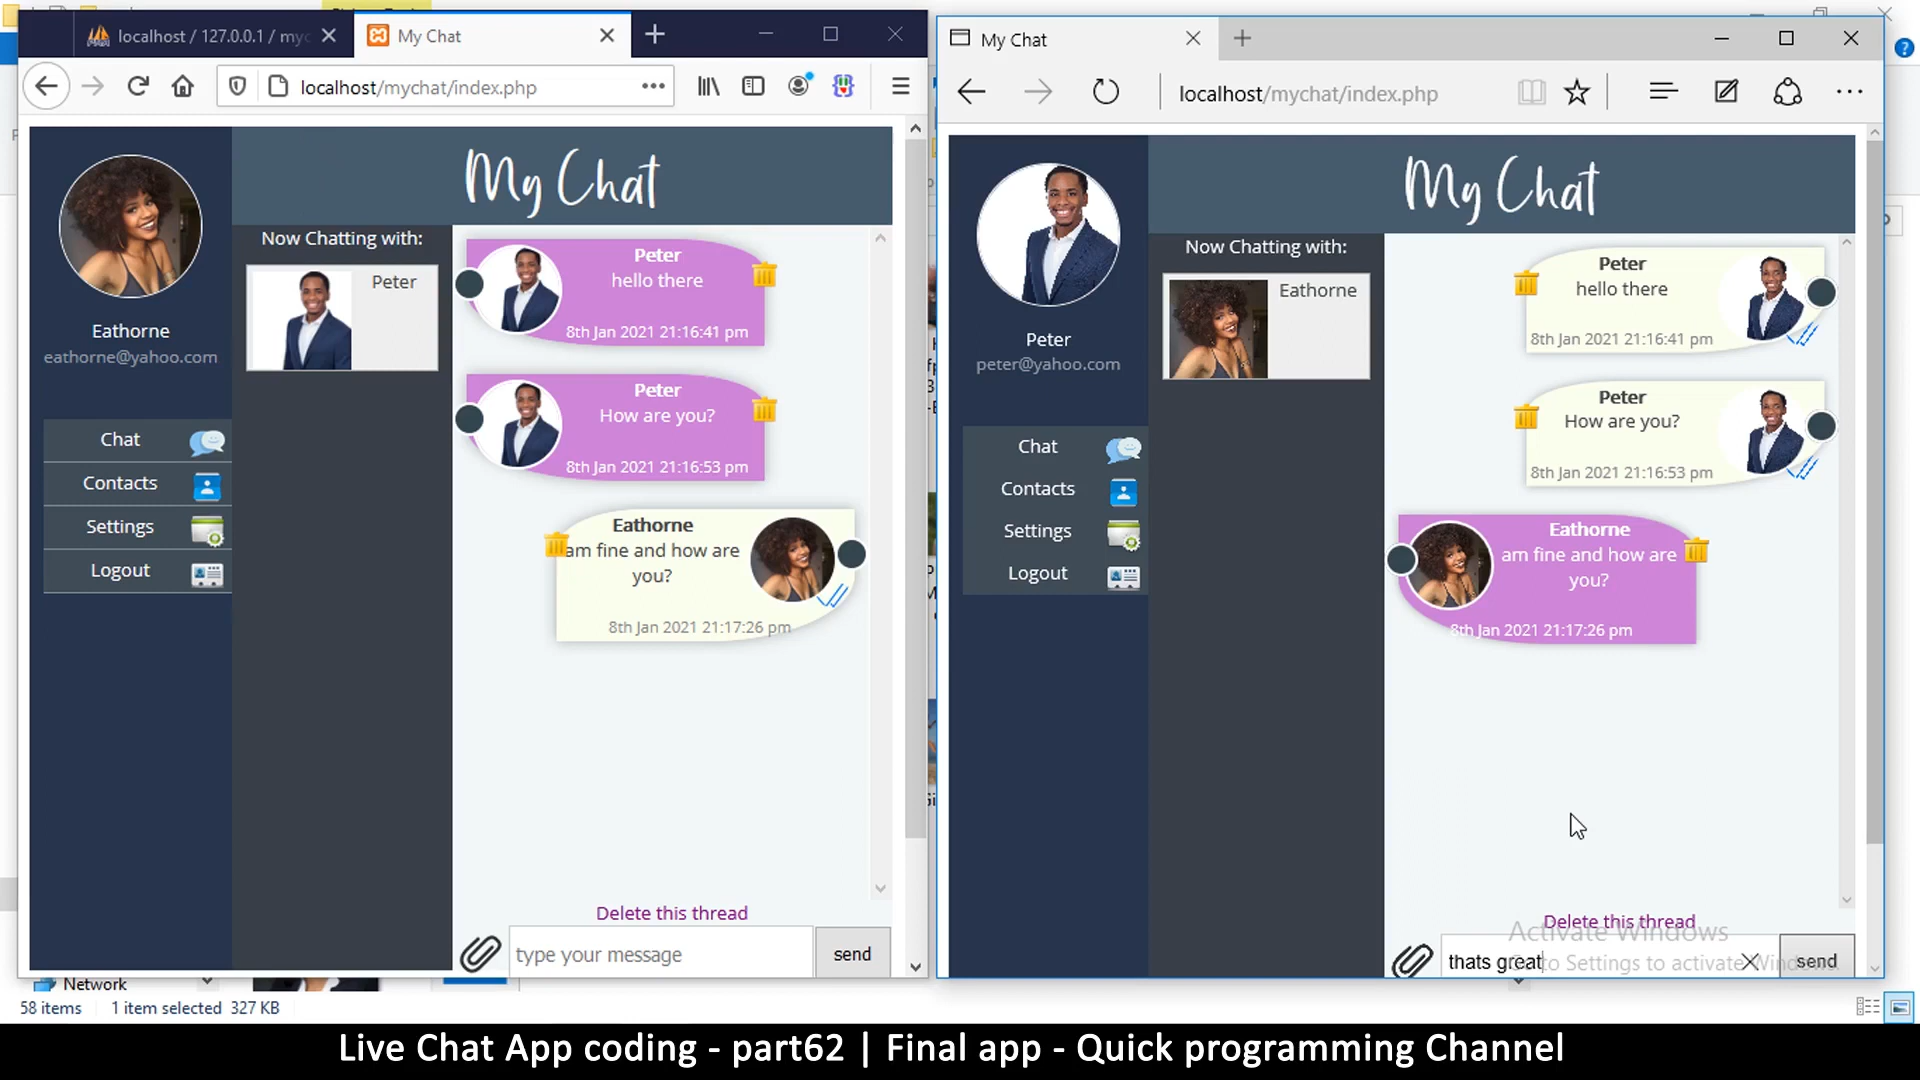 localhost / 127.0.0.1 / myc
My Chat
localhost/mychat/index.php
My Chat
Eathorne
eathorne@yahoo.com
Chat
Contacts
Settings
Logout
Now Chatting with:
Peter
Peter
hello there
8th Jan 2021 21:16:41 pm
Peter
How are you?
8th Jan 2021 21:16:53 pm
Eathorne
am fine and how are
you?
8th Jan 2021 21:17:26 pm
Delete this thread
type your message
send
My Chat
localhost/mychat/index.php
My Chat
Peter
peter@yahoo.com
Chat
Contacts
Settings
Logout
Now Chatting with:
Eathorne
Peter
hello there
8th Jan 2021 21:16:41 pm
Peter
How are you?
8th Jan 2021 21:16:53 pm
Eathorne
am fine and how are
you?
8th Jan 2021 21:17:26 pm
Delete this thread
thats great
send
Activate Windows
Go to Settings to activate Windows.
Network
58 items
1 item selected 327 KB
Live Chat App coding - part62 | Final app - Quick programming Channel